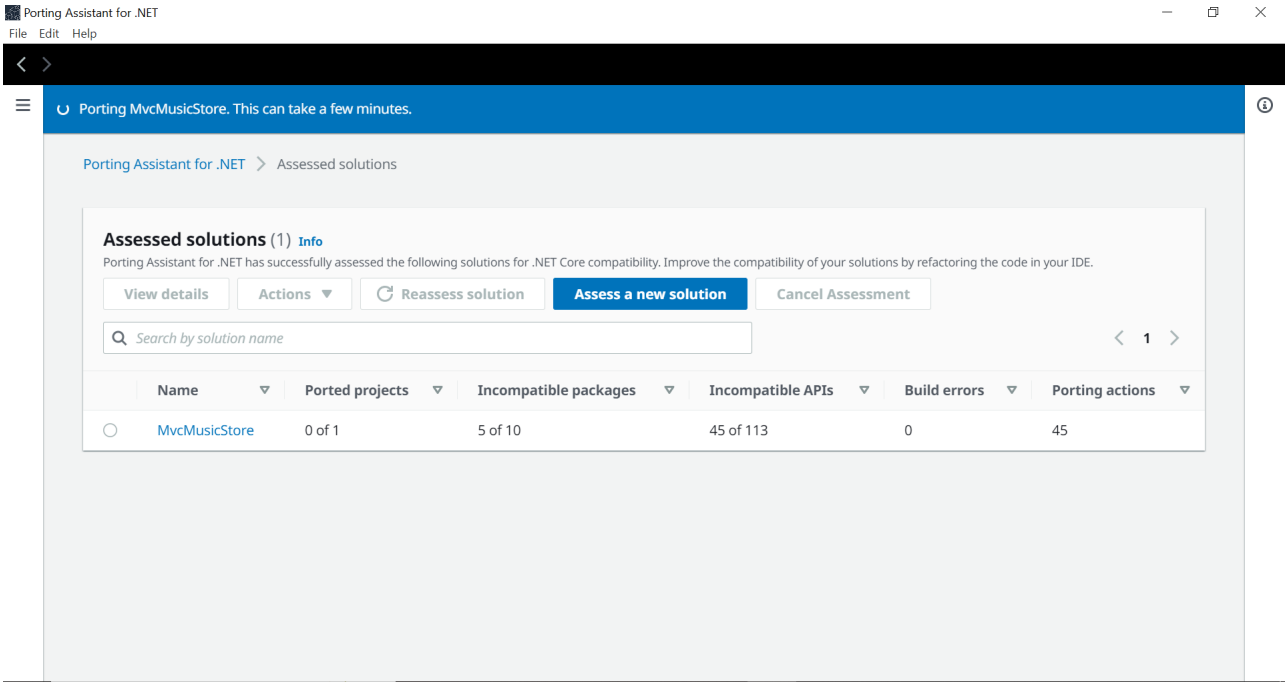 Porting Assistant for .NET
File Edit Help
Porting MvcMusicStore. This can take a few minutes.
Porting Assistant for .NET > Assessed solutions
Assessed solutions (1) Info
Porting Assistant for .NET has successfully assessed the following solutions for .NET Core compatibility. Improve the compatibility of your solutions by refactoring the code in your IDE.
View details Actions Reassess solution Assess a new solution Cancel Assessment
Search by solution name 1
Name Ported projects Incompatible packages Incompatible APIs Build errors Porting actions
MvcMusicStore 0 of 1 5 of 10 45 of 113 0 45